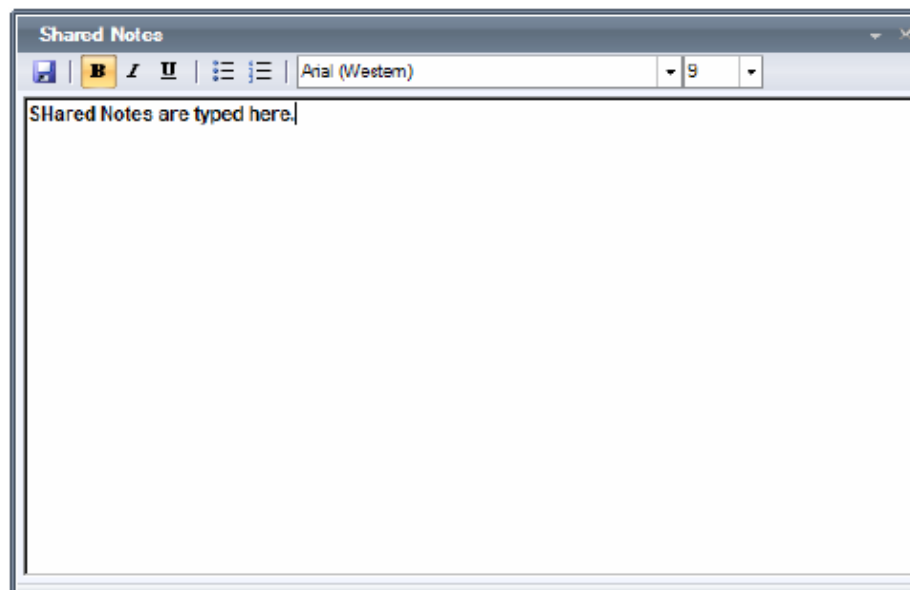 Shared Notes
B I U Arial (Western) 9
SHared Notes are typed here.